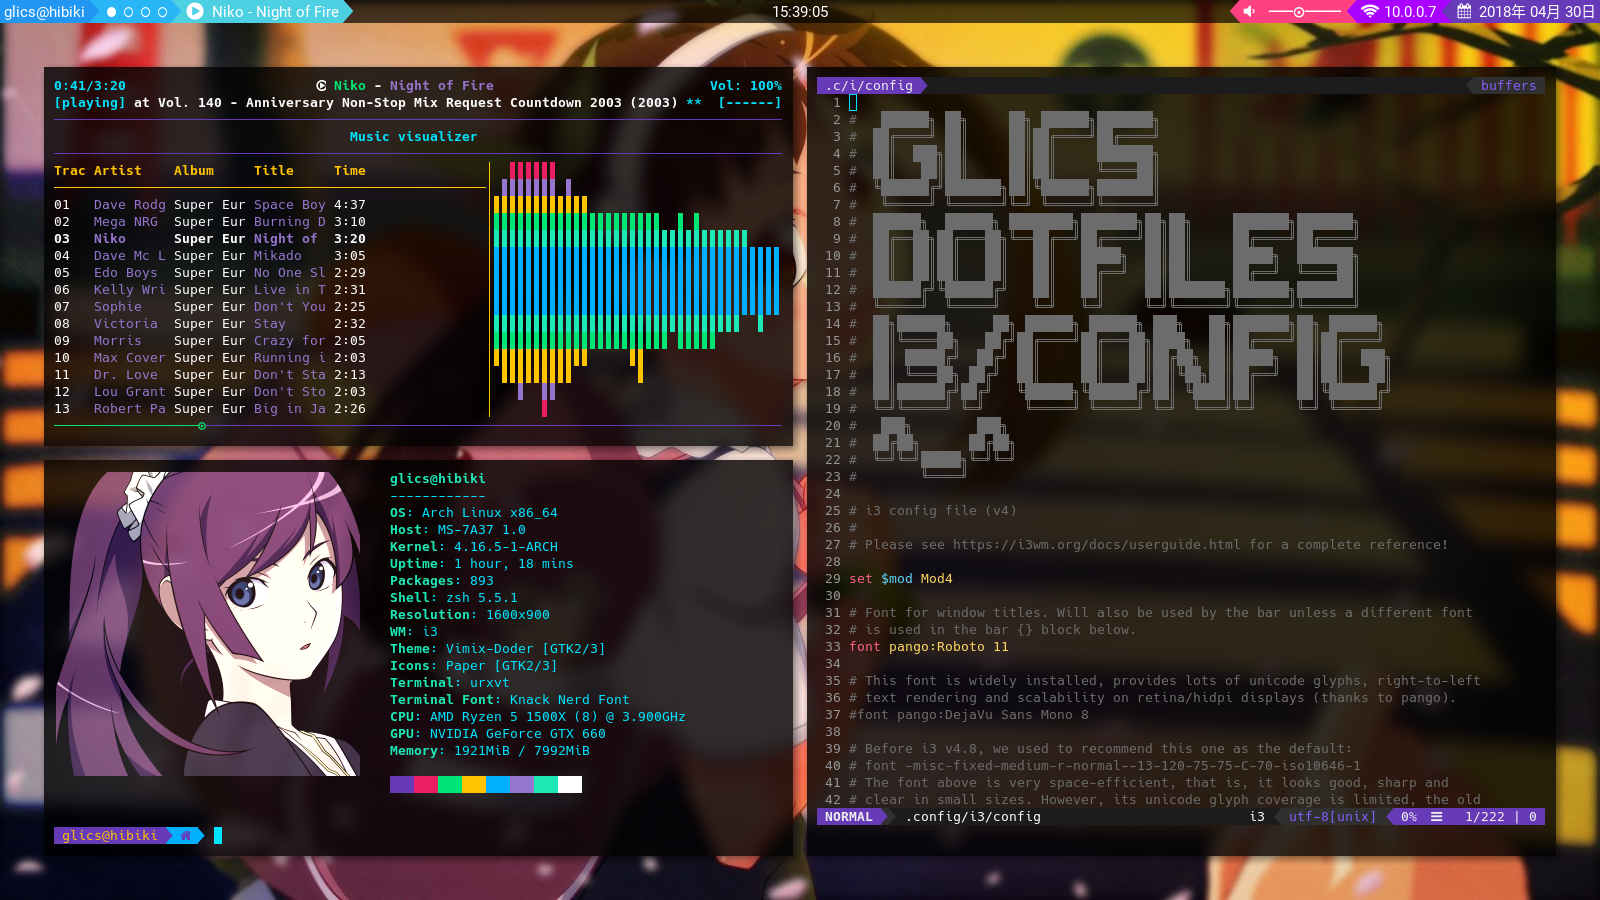 glics@hibiki
Niko - Night of Fire
15:39:05
10.0.0.7
2018年 04月 30日
0:41/3:20
Niko - Night of Fire
Vol: 100%
[playing] at Vol. 140 - Anniversary Non-Stop Mix Request Countdown 2003 (2003) ** [------]
Music visualizer
Trac Artist Album Title Time
01 Dave Rodg Super Eur Space Boy 4:37
02 Mega NRG Super Eur Burning D 3:10
03 Niko Super Eur Night of 3:20
04 Dave Mc L Super Eur Mikado 3:05
05 Edo Boys Super Eur No One Sl 2:29
06 Kelly Wri Super Eur Live in T 2:31
07 Sophie Super Eur Don't You 2:25
08 Victoria Super Eur Stay 2:32
09 Morris Super Eur Crazy for 2:05
10 Max Cover Super Eur Running i 2:03
11 Dr. Love Super Eur Don't Sta 2:13
12 Lou Grant Super Eur Don't Sto 2:03
13 Robert Pa Super Eur Big in Ja 2:26
glics@hibiki
------------
OS: Arch Linux x86_64
Host: MS-7A37 1.0
Kernel: 4.16.5-1-ARCH
Uptime: 1 hour, 18 mins
Packages: 893
Shell: zsh 5.5.1
Resolution: 1600x900
WM: i3
Theme: Vimix-Doder [GTK2/3]
Icons: Paper [GTK2/3]
Terminal: urxvt
Terminal Font: Knack Nerd Font
CPU: AMD Ryzen 5 1500X (8) @ 3.900GHz
GPU: NVIDIA GeForce GTX 660
Memory: 1921MiB / 7992MiB
glics@hibiki
.c/i/config
buffers
1
2 #
3 #
4 #
5 #
6 #
7 #
GLICS
8 #
9 #
10 #
11 #
12 #
13 #
DOTFILES
14 #
15 #
16 #
17 #
18 #
19 #
I3/CONFIG
20 #
21 #
22 #
23 #
^_^
24
25 # i3 config file (v4)
26 #
27 # Please see https://i3wm.org/docs/userguide.html for a complete reference!
28
29 set $mod Mod4
30
31 # Font for window titles. Will also be used by the bar unless a different font
32 # is used in the bar {} block below.
33 font pango:Roboto 11
34
35 # This font is widely installed, provides lots of unicode glyphs, right-to-left
36 # text rendering and scalability on retina/hidpi displays (thanks to pango).
37 #font pango:DejaVu Sans Mono 8
38
39 # Before i3 v4.8, we used to recommend this one as the default:
40 # font -misc-fixed-medium-r-normal--13-120-75-75-C-70-iso10646-1
41 # The font above is very space-efficient, that is, it looks good, sharp and
42 # clear in small sizes. However, its unicode glyph coverage is limited, the old
NORMAL .config/i3/config i3 utf-8[unix] 0% ☰ 1/222 | 0